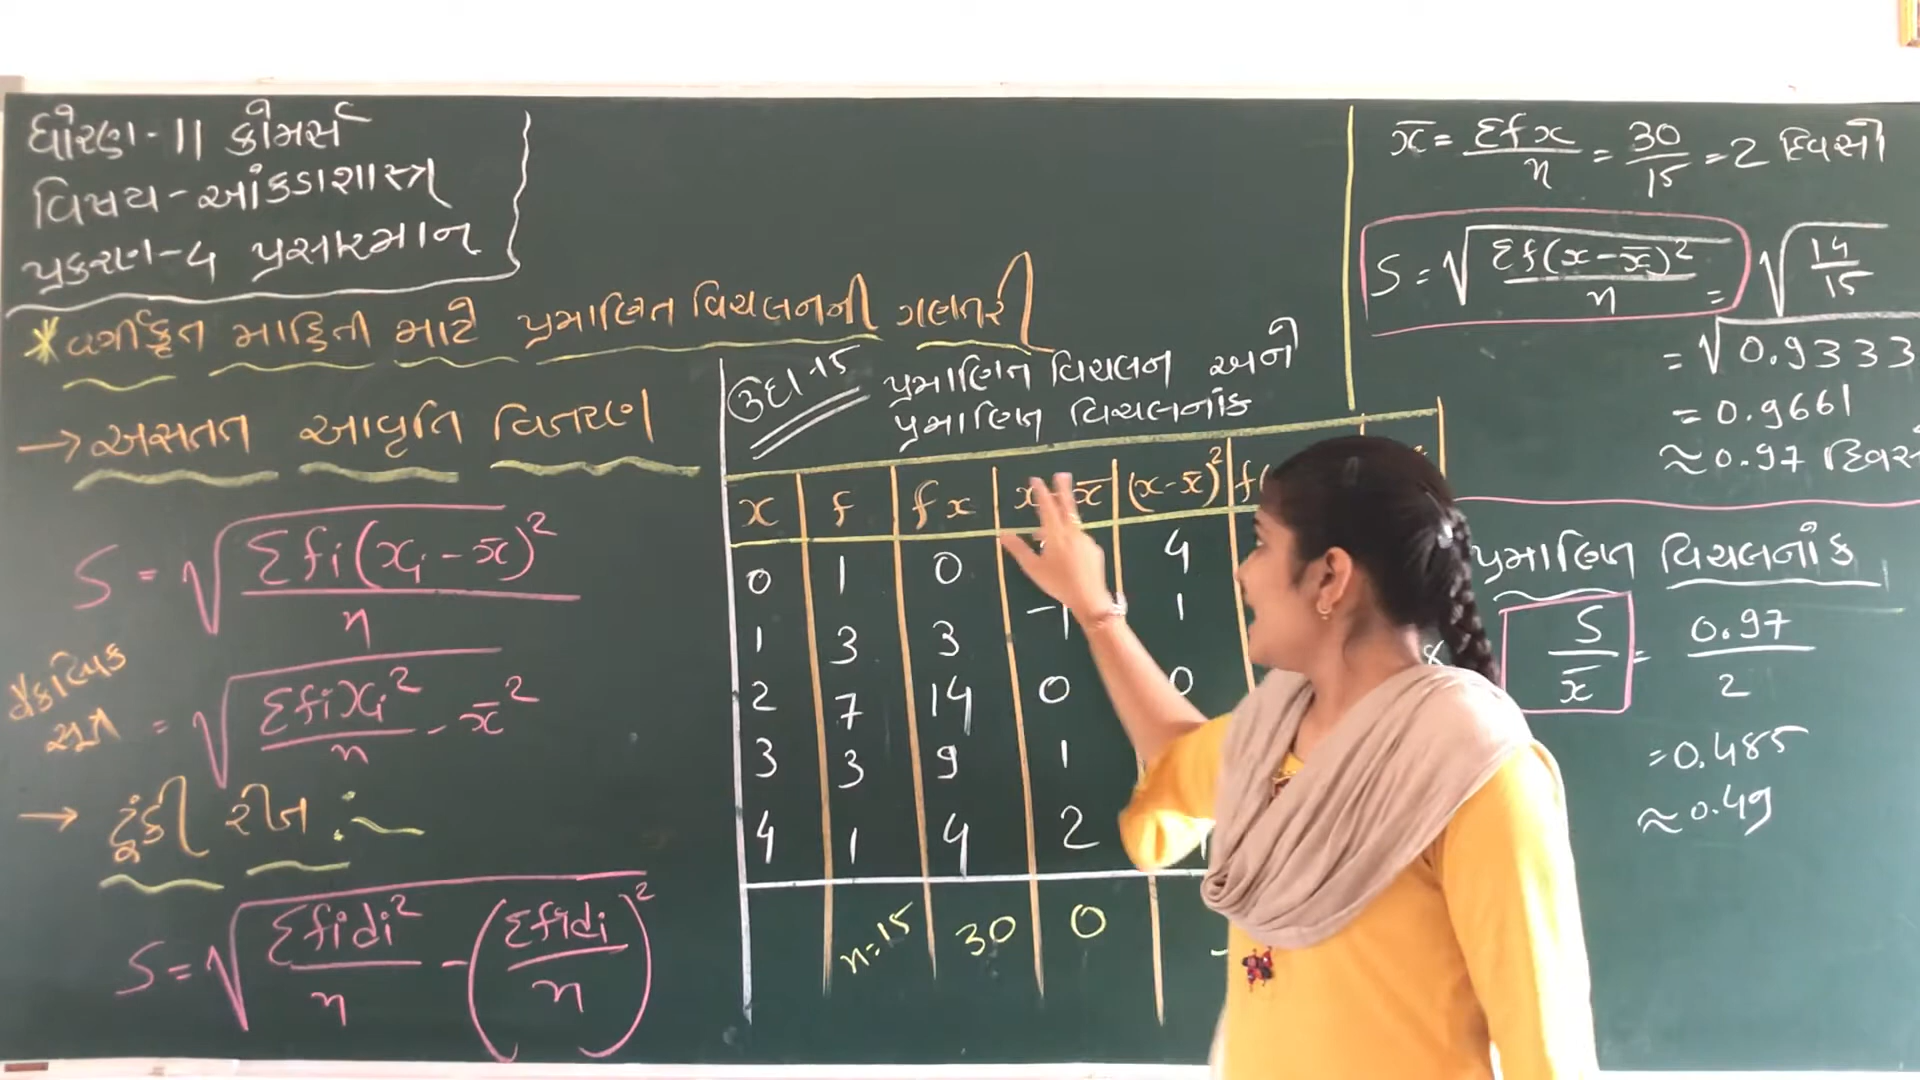 ધોરણ-11 કોમર્સ
વિષય-આંકડાશાસ્ત્ર
પ્રકરણ-4 પ્રસારમાન
* વર્ગીકૃત માહિતી માટે પ્રમાણિત વિચલનની ગણતરી
→ અસતત આવૃત્તિ વિતરણ
S = √(Σfi(xi - x̄)² / n)
વૈકલ્પિક સૂત્ર = √(Σfixi² / n - x̄²)
→ ટૂંકી રીત :-
S = √(Σfidi² / n - (Σfidi / n)²)
ઉદા-15 પ્રમાણિત વિચલન અને
પ્રમાણિત વિચલનાંક
x f fx x-x̄ (x-x̄)² f(
0 1 0 4
1 3 3 -1 1
2 7 14 0 0
3 3 9 1
4 1 4 2
n=15 30 0
x̄ = Σfx / n = 30 / 15 = 2 દિવસો
S = √(Σf(x-x̄)² / n) = √(14 / 15)
= √0.9333
= 0.9661
≈ 0.97
પ્રમાણિત વિચલનાંક
S / x̄ = 0.97 / 2
= 0.485
≈ 0.49